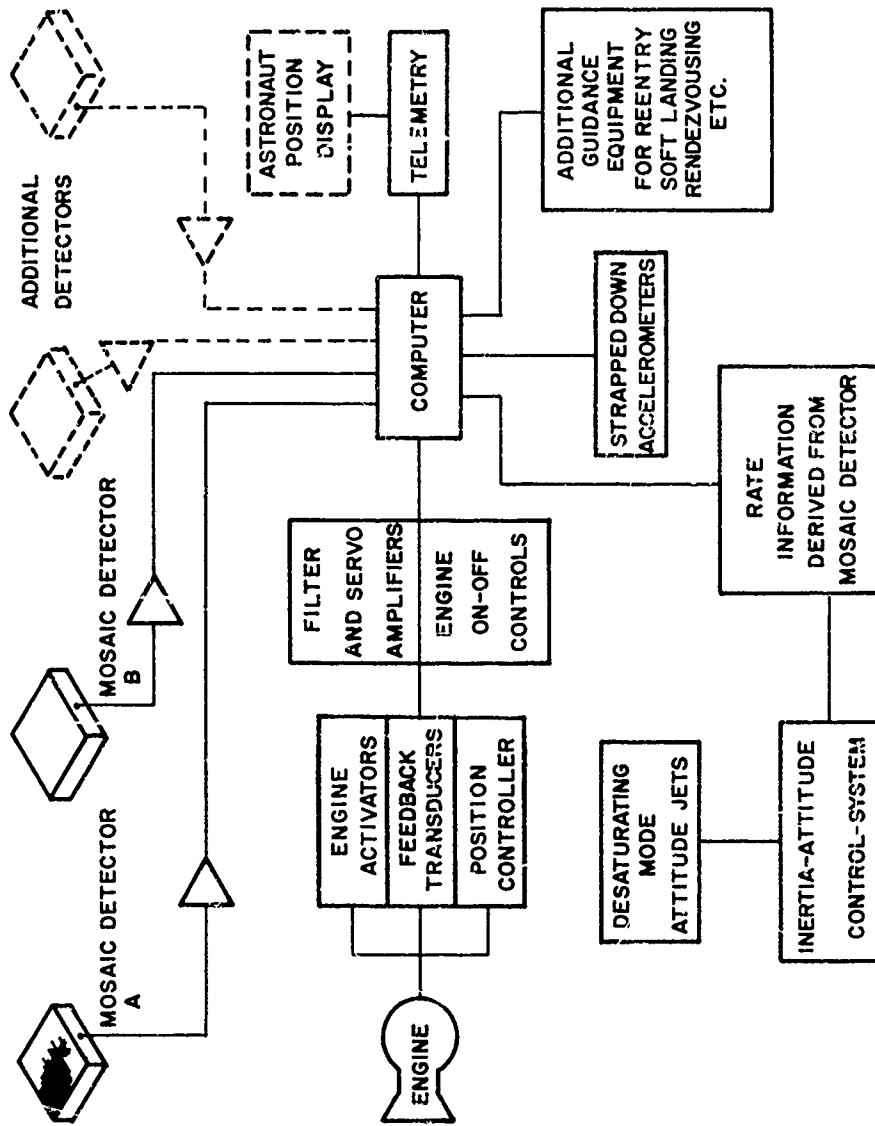 MOSAIC DETECTOR
A
MOSAIC DETECTOR
B
ADDITIONAL
DETECTORS
ENGINE
ENGINE
ACTIVATORS
FEEDBACK
TRANSDUCERS
POSITION
CONTROLLER
FILTER
AND SERVO
AMPLIFIERS
ENGINE
ON-OFF
CONTROLS
COMPUTER
ASTRONAUT
POSITION
DISPLAY
TELEMETRY
DESATURATING
MODE
ATTITUDE JETS
INERTIA-ATTITUDE
CONTROL-SYSTEM
RATE
INFORMATION
DERIVED FROM
MOSAIC DETECTOR
STRAPPED DOWN
ACCELEROMETERS
ADDITIONAL
GUIDANCE
EQUIPMENT
FOR REENTRY
SOFT LANDING
RENDEZVOUSING
ETC.